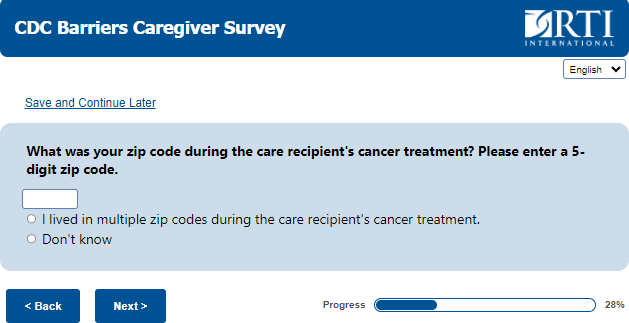 CDC Barriers Caregiver Survey
RTI
INTERNATIONAL
English
Save and Continue Later
What was your zip code during the care recipient's cancer treatment? Please enter a 5-
digit zip code.
I lived in multiple zip codes during the care recipient's cancer treatment.
Don't know
< Back
Next >
Progress
28%